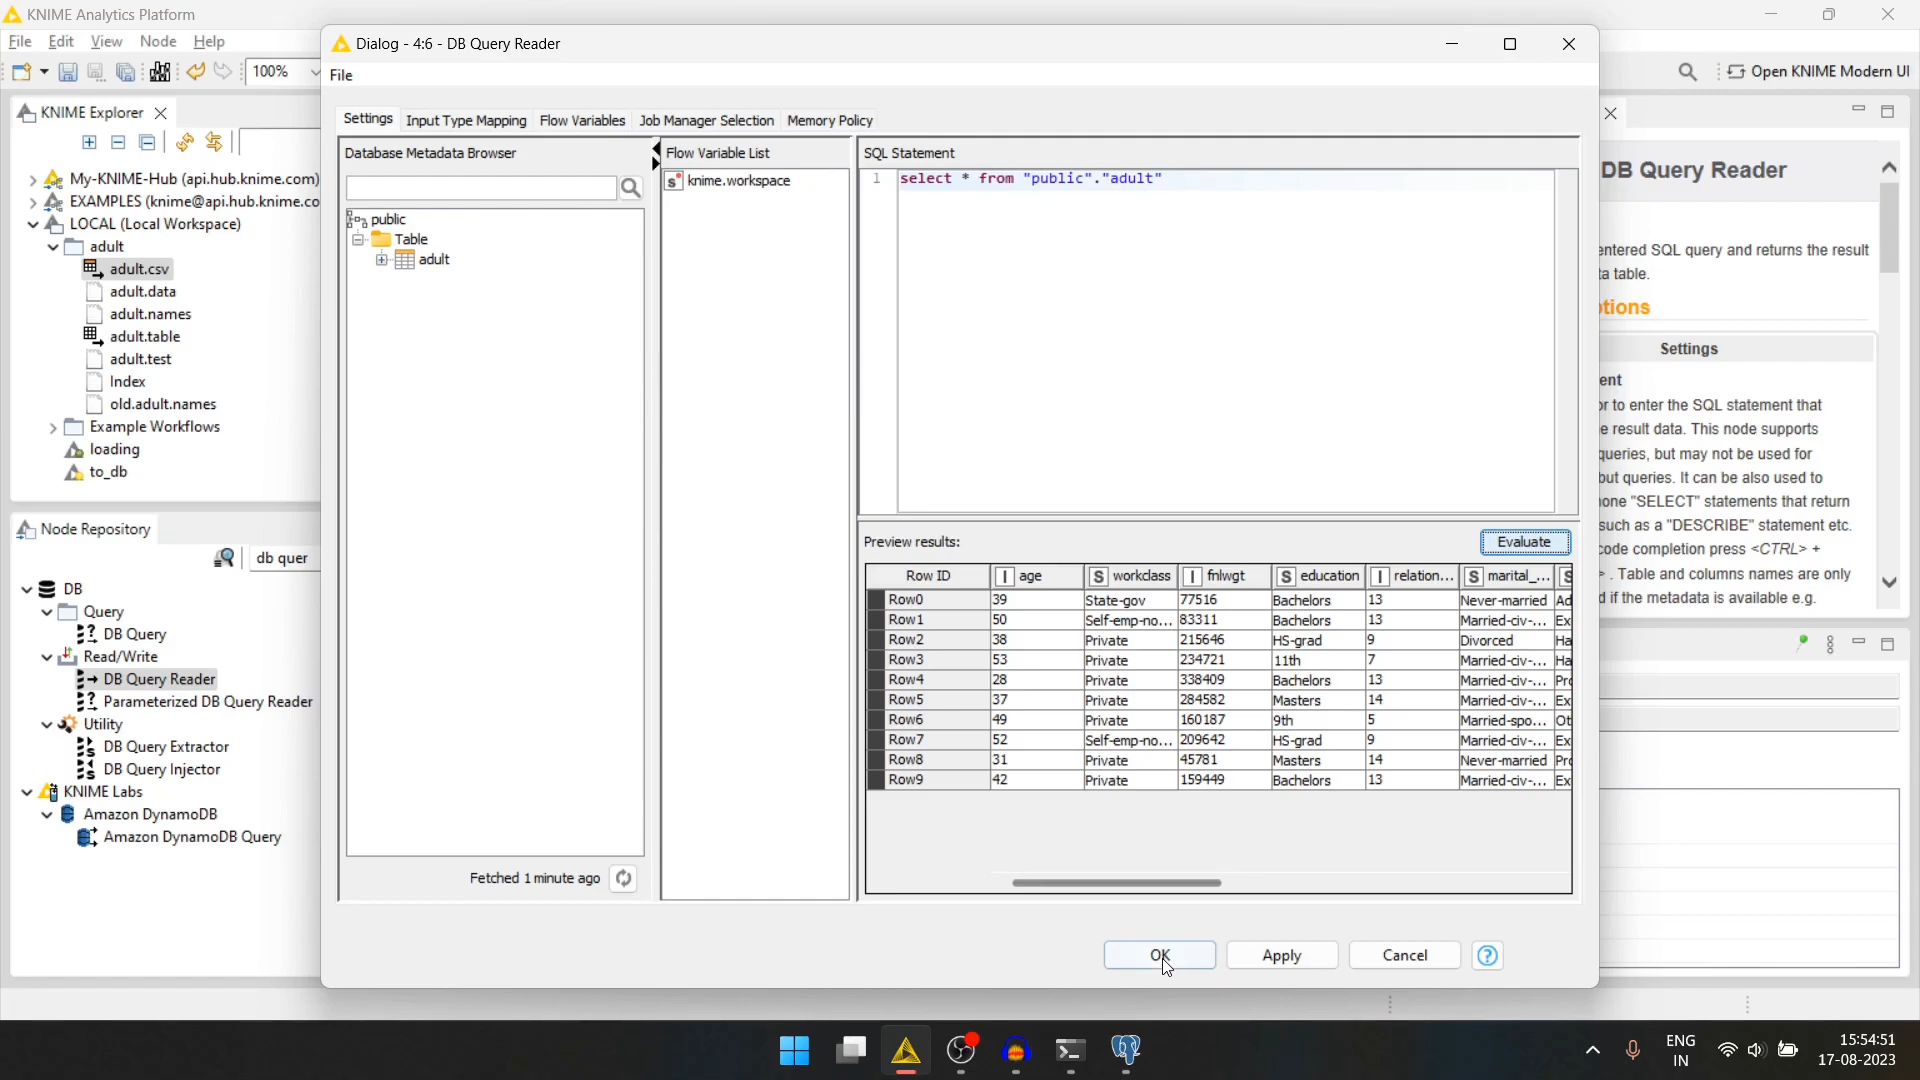 KNIME Analytics Platform
File Edit View Node Help
100%
Open KNIME Modern UI
KNIME Explorer
My-KNIME-Hub (api.hub.knime.com)
EXAMPLES (knime@api.hub.knime.co
LOCAL (Local Workspace)
adult
adult.csv
adult.data
adult.names
adult.table
adult.test
Index
old.adult.names
Example Workflows
loading
to_db
Node Repository
db quer
DB
Query
DB Query
Read/Write
DB Query Reader
Parameterized DB Query Reader
Utility
DB Query Extractor
DB Query Injector
KNIME Labs
Amazon DynamoDB
Amazon DynamoDB Query
Dialog - 4:6 - DB Query Reader
File
Settings Input Type Mapping Flow Variables Job Manager Selection Memory Policy
Database Metadata Browser
public
Table
adult
Fetched 1 minute ago
Flow Variable List
s knime.workspace
SQL Statement
1 select * from "public"."adult"
Preview results:
Evaluate
Row ID I age S workclass I fnlwgt S education I relation... S marital_... S
Row0 39 State-gov 77516 Bachelors 13 Never-married Ad
Row1 50 Self-emp-no... 83311 Bachelors 13 Married-civ-... Ex
Row2 38 Private 215646 HS-grad 9 Divorced Ha
Row3 53 Private 234721 11th 7 Married-civ-... Ha
Row4 28 Private 338409 Bachelors 13 Married-civ-... Pro
Row5 37 Private 284582 Masters 14 Married-civ-... Ex
Row6 49 Private 160187 9th 5 Married-spo... Ot
Row7 52 Self-emp-no... 209642 HS-grad 9 Married-civ-... Ex
Row8 31 Private 45781 Masters 14 Never-married Pro
Row9 42 Private 159449 Bachelors 13 Married-civ-... Ex
OK Apply Cancel ?
DB Query Reader
entered SQL query and returns the result
ta table.
tions
Settings
ent
or to enter the SQL statement that
e result data. This node supports
queries, but may not be used for
out queries. It can be also used to
one "SELECT" statements that return
such as a "DESCRIBE" statement etc.
code completion press <CTRL> +
>. Table and columns names are only
d if the metadata is available e.g.
ENG
IN
15:54:51
17-08-2023